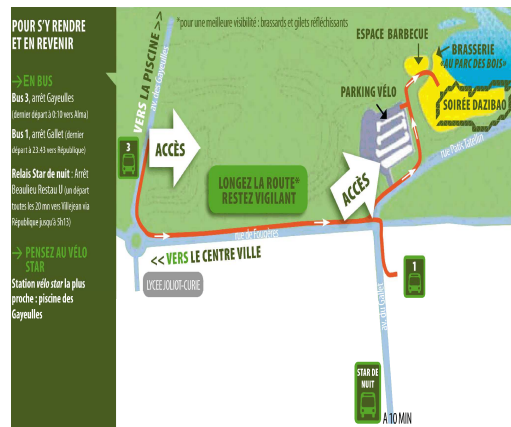 POUR S'Y RENDRE
ET EN REVENIR
→EN BUS
Bus 3, arrêt Gayeulles
(dernier départ à 0:10 vers Alma)
Bus 1, arrêt Gallet (dernier
départ à 23:43 vers République)
Relais Star de nuit : Arrêt
Beaulieu Restau U (un départ
toutes les 20 mn vers Villejean via
République jusqu'à 5h13)
→ PENSEZ AU VÉLO
STAR
Station vélo star la plus
proche : piscine des
Gayeulles
*pour une meilleure visibilité : brassards et gilets réfléchissants
VERS LA PISCINE >>
av. des Gayeulles
3
ACCÈS
LONGEZ LA ROUTE*
RESTEZ VIGILANT
ESPACE BARBECUE
BRASSERIE
«AU PARC DES BOIS»
PARKING VÉLO
SOIRÉE DAZIBAO
rue Patis Tatellin
ACCÈS
rue de Fougères
<< VERS LE CENTRE VILLE
LYCEE JOLIOT-CURIE
1
av. du Gallet
STAR DE
NUIT
A 10 MIN